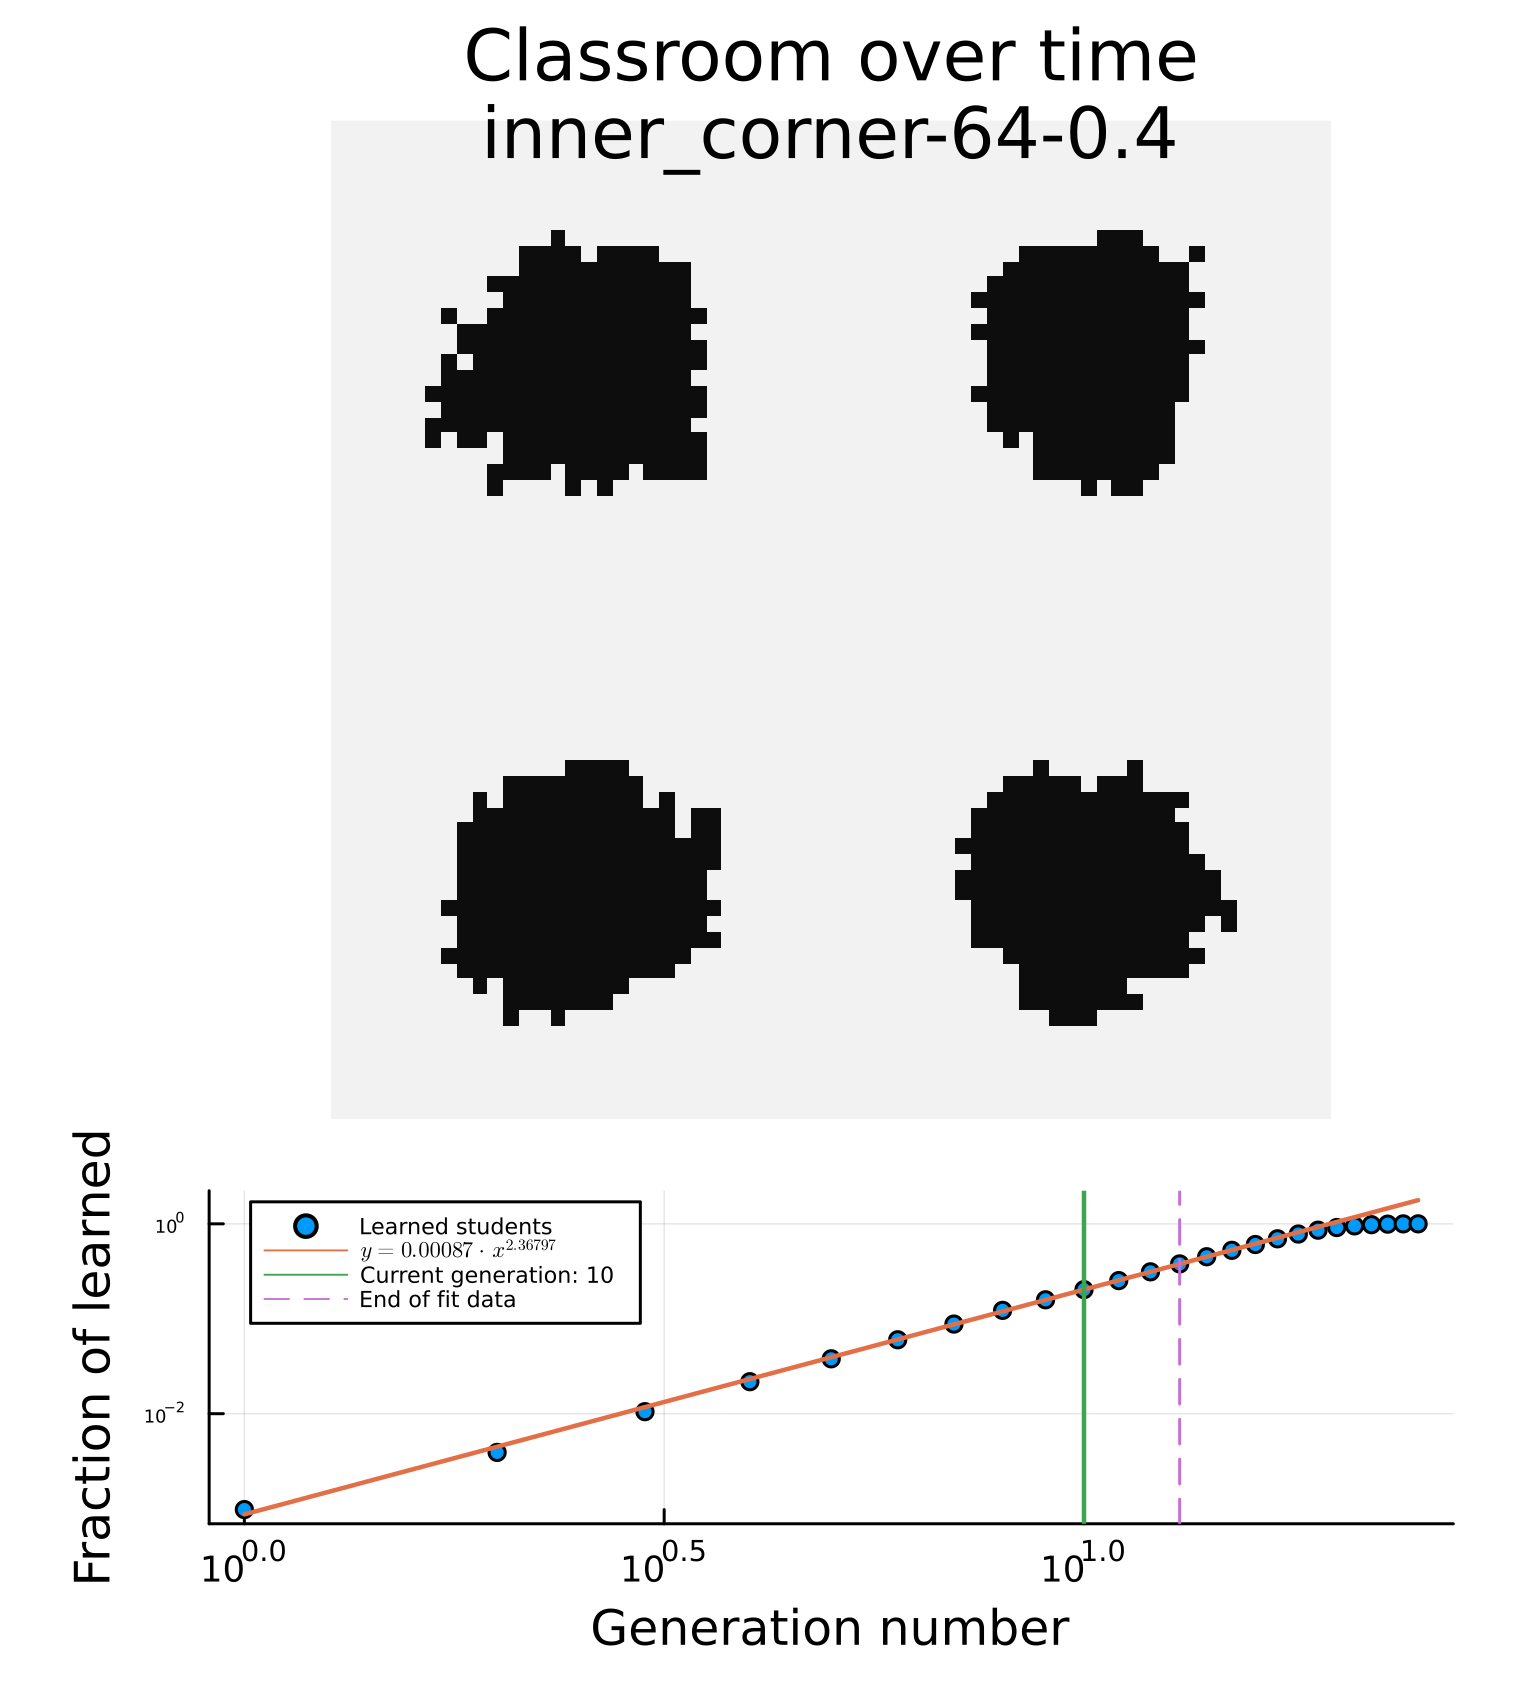 Classroom over time
inner_corner-64-0.4
Fraction of learned
10^0
10^−2
Learned students
y = 0.00087 · x^2.36797
Current generation: 10
End of fit data
10^0.0
10^0.5
10^1.0
Generation number